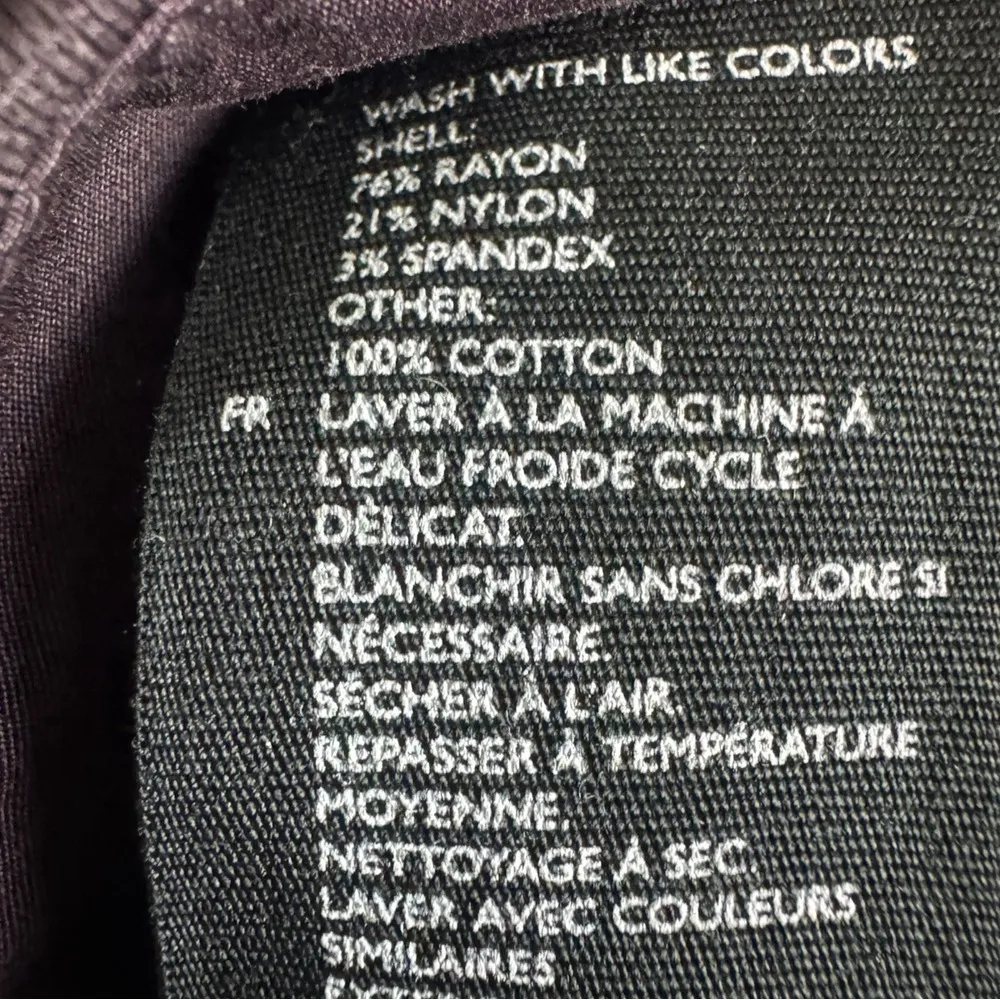 WASH WITH LIKE COLORS
SHELL:
76% RAYON
21% NYLON
3% SPANDEX
OTHER:
100% COTTON
FR LAVER À LA MACHINE À
L'EAU FROIDE CYCLE
DÉLICAT.
BLANCHIR SANS CHLORE SI
NÉCESSAIRE.
SÉCHER À L'AIR.
REPASSER À TEMPÉRATURE
MOYENNE.
NETTOYAGE À SEC.
LAVER AVEC COULEURS
SIMILAIRES